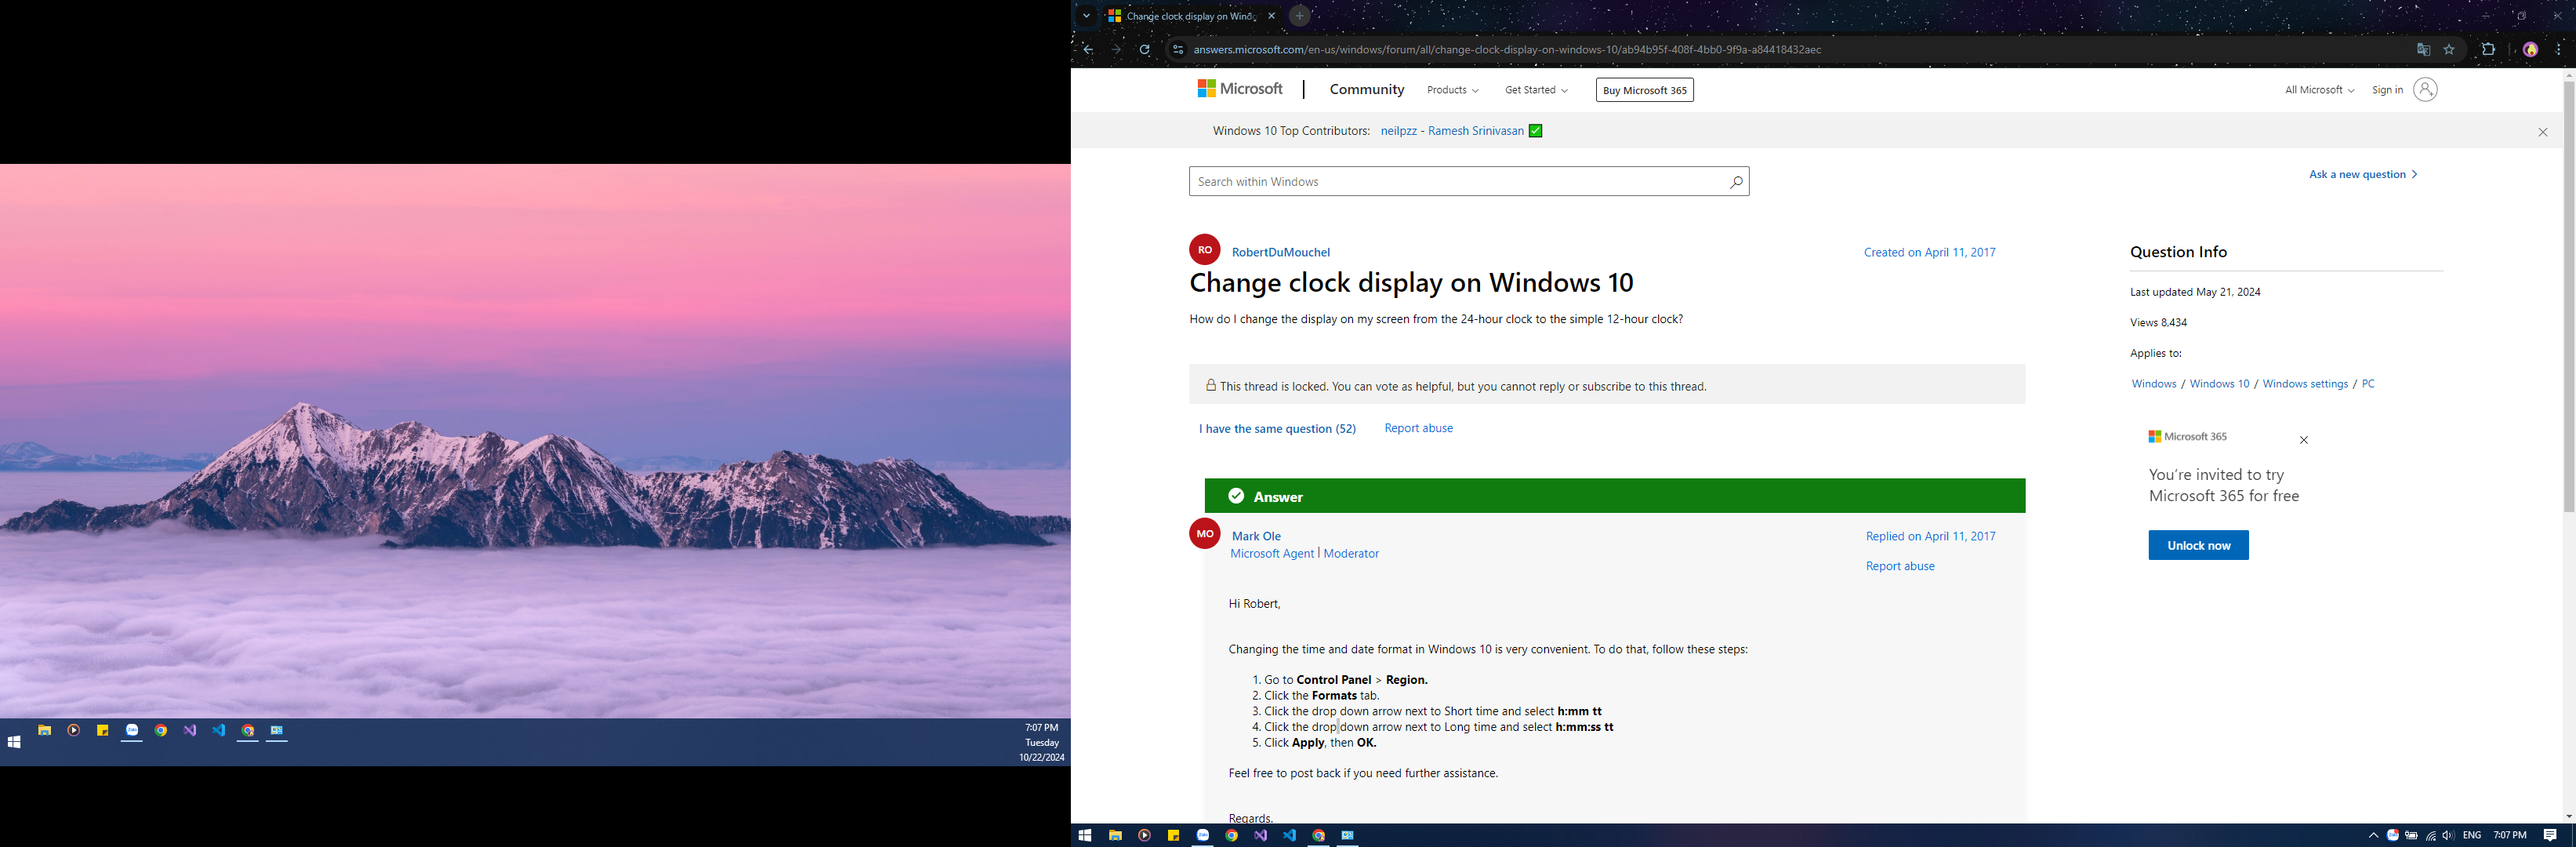 7:07 PM
Tuesday
10/22/2024
Change clock display on Wind
answers.microsoft.com/en-us/windows/forum/all/change-clock-display-on-windows-10/ab94b95f-408f-4bb0-9f9a-a84418432aec
Microsoft Community Products Get Started Buy Microsoft 365 All Microsoft Sign in
Windows 10 Top Contributors: neilpzz - Ramesh Srinivasan ✅
Search within Windows
Ask a new question
RO RobertDuMouchel Created on April 11, 2017
Change clock display on Windows 10
How do I change the display on my screen from the 24-hour clock to the simple 12-hour clock?
This thread is locked. You can vote as helpful, but you cannot reply or subscribe to this thread.
I have the same question (52) Report abuse
Answer
MO Mark Ole Replied on April 11, 2017
Microsoft Agent | Moderator
Report abuse
Hi Robert,
Changing the time and date format in Windows 10 is very convenient. To do that, follow these steps:
1. Go to Control Panel > Region.
2. Click the Formats tab.
3. Click the drop down arrow next to Short time and select h:mm tt
4. Click the drop down arrow next to Long time and select h:mm:ss tt
5. Click Apply, then OK.
Feel free to post back if you need further assistance.
Regards,
Question Info
Last updated May 21, 2024
Views 8,434
Applies to:
Windows / Windows 10 / Windows settings / PC
Microsoft 365
You're invited to try
Microsoft 365 for free
Unlock now
ENG 7:07 PM